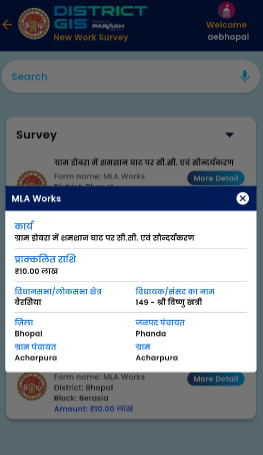 DISTRICT
GIS
PARAKH
New Work Survey
Welcome
aebhopal
Search
Survey
ग्राम डोबरा में शमशान घाट पर सी.सी. एवं सौन्दर्यकरण
Form name: MLA Works
More Detail
MLA Works
कार्य
ग्राम डोबरा में शमशान घाट पर सी.सी. एवं सौन्दर्यकरण
प्राक्कलित राशि
₹10.00 लाख
विधानसभा/लोकसभा क्षेत्र
विधायक/संसद का नाम
बेरसिया
149 - श्री विष्णु खत्री
ज़िला
जनपद पंचायत
Bhopal
Phanda
ग्राम पंचायत
ग्राम
Acharpura
Acharpura
Form name: MLA Works
More Detail
District: Bhopal
Block: Berasia
Amount: ₹10.00 लाख